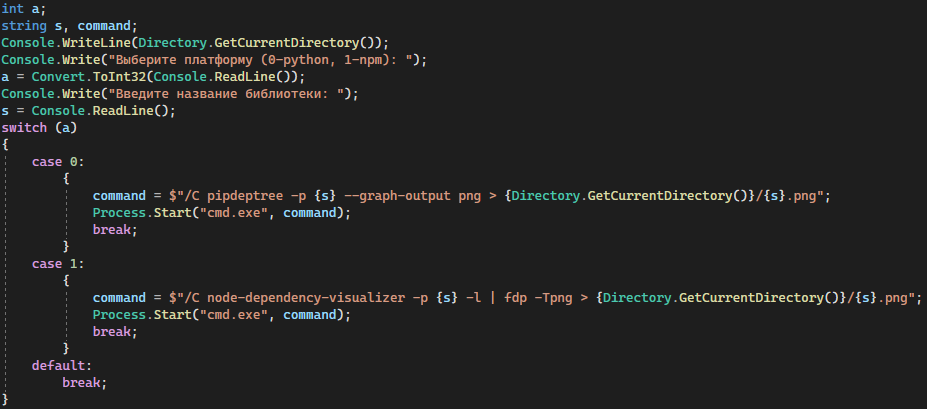 int a;
string s, command;
Console.WriteLine(Directory.GetCurrentDirectory());
Console.Write("Выберите платформу (0-python, 1-npm): ");
a = Convert.ToInt32(Console.ReadLine());
Console.Write("Введите название библиотеки: ");
s = Console.ReadLine();
switch (a)
{
    case 0:
        {
            command = $"/C pipdeptree -p {s} --graph-output png > {Directory.GetCurrentDirectory()}/{s}.png";
            Process.Start("cmd.exe", command);
            break;
        }
    case 1:
        {
            command = $"/C node-dependency-visualizer -p {s} -l | fdp -Tpng > {Directory.GetCurrentDirectory()}/{s}.png";
            Process.Start("cmd.exe", command);
            break;
        }
    default:
        break;
}